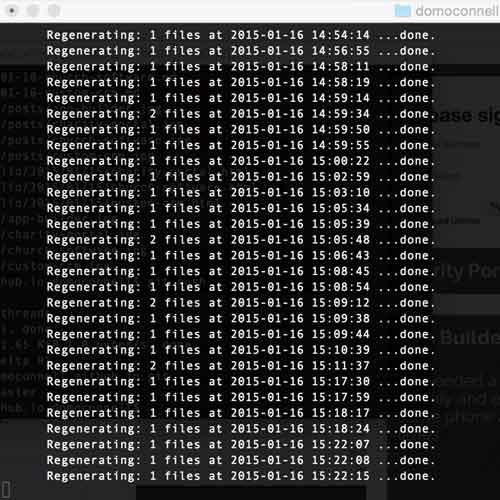 domoconnell
Regenerating: 1 files at 2015-01-16 14:54:14 ...done.
Regenerating: 1 files at 2015-01-16 14:56:55 ...done.
Regenerating: 1 files at 2015-01-16 14:58:11 ...done.
Regenerating: 1 files at 2015-01-16 14:58:19 ...done.
Regenerating: 1 files at 2015-01-16 14:59:14 ...done.
Regenerating: 2 files at 2015-01-16 14:59:34 ...done.
Regenerating: 1 files at 2015-01-16 14:59:50 ...done.
Regenerating: 1 files at 2015-01-16 14:59:55 ...done.
Regenerating: 1 files at 2015-01-16 15:00:22 ...done.
Regenerating: 1 files at 2015-01-16 15:02:59 ...done.
Regenerating: 1 files at 2015-01-16 15:03:10 ...done.
Regenerating: 1 files at 2015-01-16 15:05:34 ...done.
Regenerating: 1 files at 2015-01-16 15:05:39 ...done.
Regenerating: 2 files at 2015-01-16 15:05:48 ...done.
Regenerating: 1 files at 2015-01-16 15:06:43 ...done.
Regenerating: 1 files at 2015-01-16 15:08:45 ...done.
Regenerating: 1 files at 2015-01-16 15:08:54 ...done.
Regenerating: 2 files at 2015-01-16 15:09:12 ...done.
Regenerating: 1 files at 2015-01-16 15:09:38 ...done.
Regenerating: 1 files at 2015-01-16 15:09:44 ...done.
Regenerating: 1 files at 2015-01-16 15:10:39 ...done.
Regenerating: 2 files at 2015-01-16 15:11:37 ...done.
Regenerating: 1 files at 2015-01-16 15:17:30 ...done.
Regenerating: 1 files at 2015-01-16 15:17:59 ...done.
Regenerating: 1 files at 2015-01-16 15:18:17 ...done.
Regenerating: 1 files at 2015-01-16 15:18:24 ...done.
Regenerating: 1 files at 2015-01-16 15:22:07 ...done.
Regenerating: 1 files at 2015-01-16 15:22:08 ...done.
Regenerating: 1 files at 2015-01-16 15:22:15 ...done.